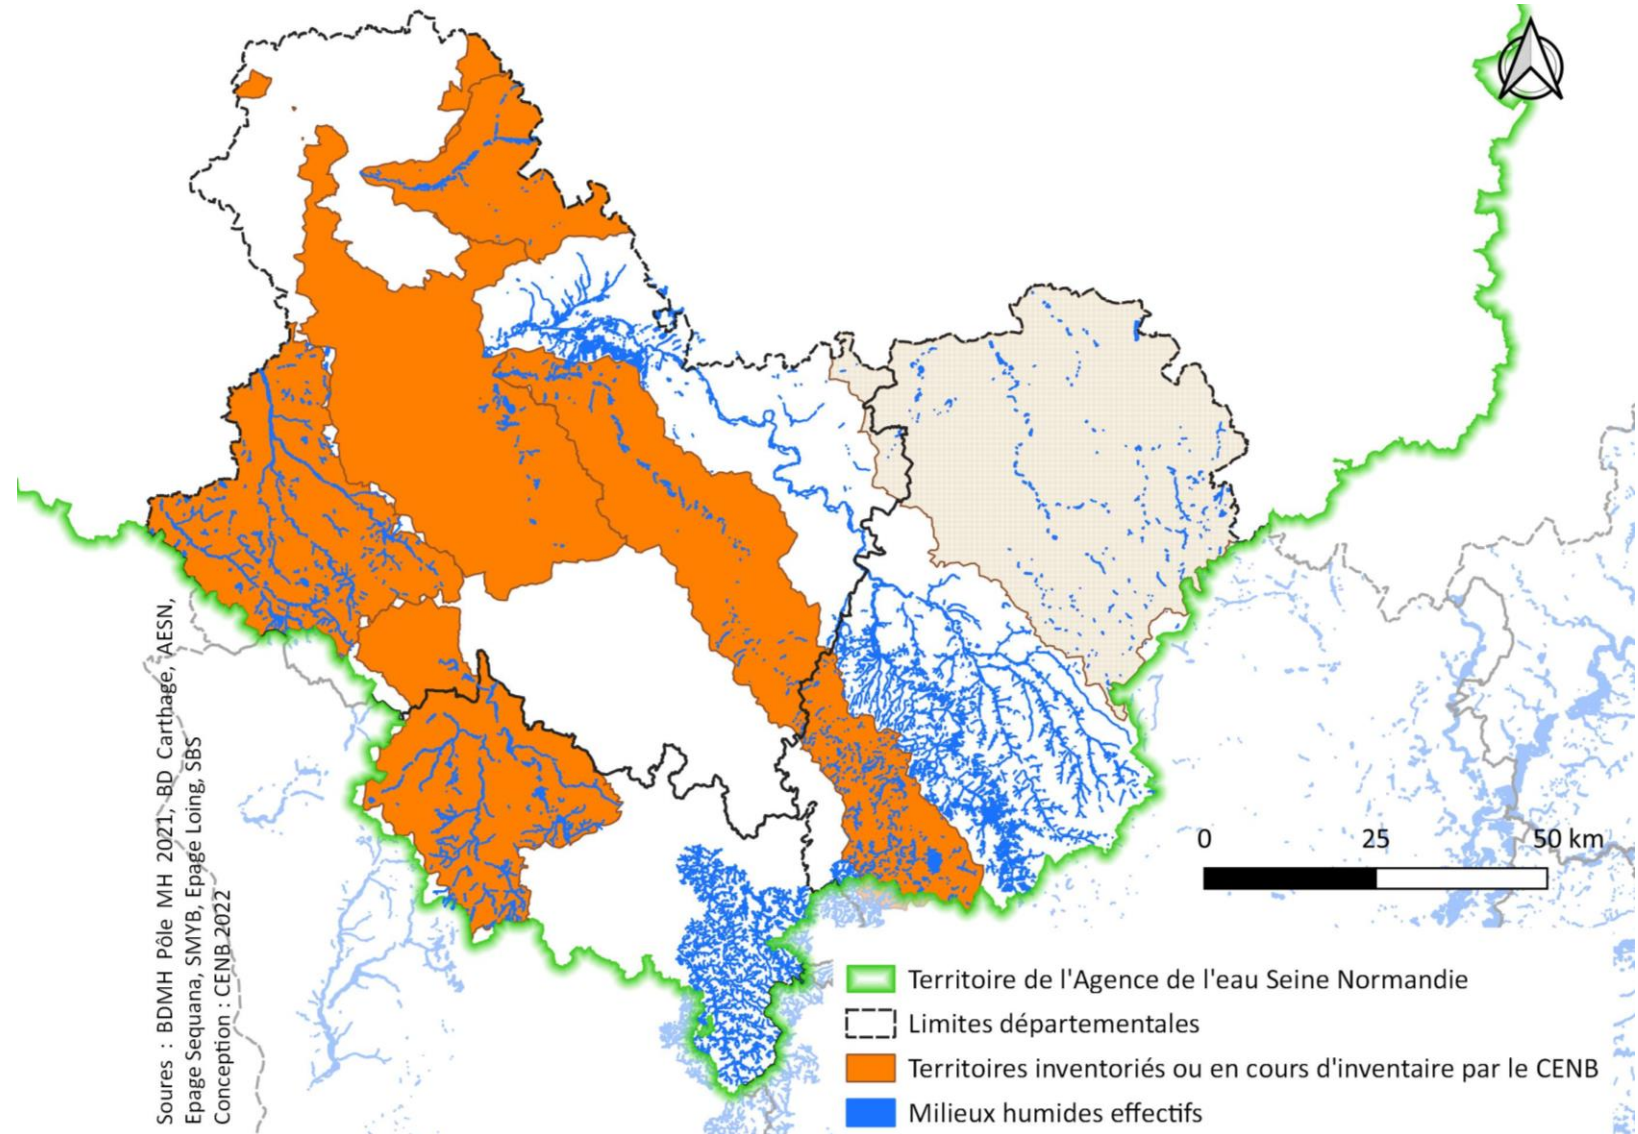 Soures : BDMH Pôle MH 2021, BD Carthage, AESN,
Epage Sequana, SMYB, Epage Loing, SBS
Conception : CENB 2022
0 25 50 km
Territoire de l'Agence de l'eau Seine Normandie
Limites départementales
Territoires inventoriés ou en cours d'inventaire par le CENB
Milieux humides effectifs